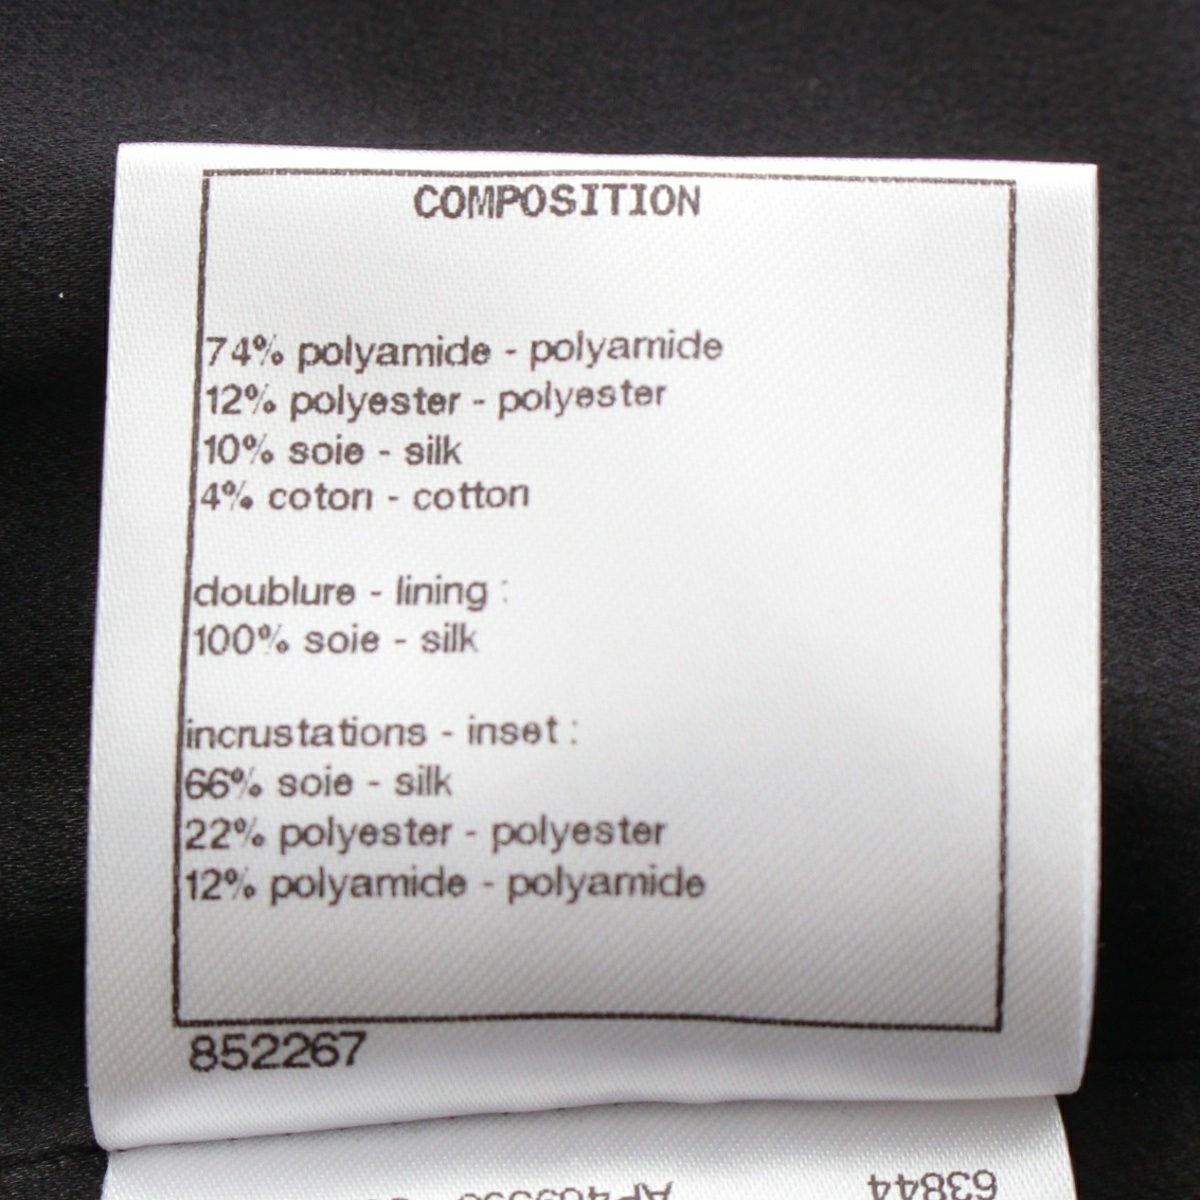 COMPOSITION
74% polyamide - polyamide
12% polyester - polyester
10% soie - silk
4% coton - cotton
doublure - lining :
100% soie - silk
incrustations - inset :
66% soie - silk
22% polyester - polyester
12% polyamide - polyamide
852267
63844